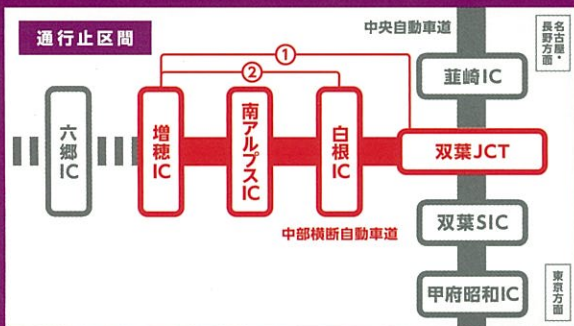 通行止区間
中央自動車道
名古屋・
長野方面
①
②
韮崎IC
六郷IC
増穂IC
南アルプスIC
白根IC
双葉JCT
中部横断自動車道
双葉SIC
甲府昭和IC
東京方面